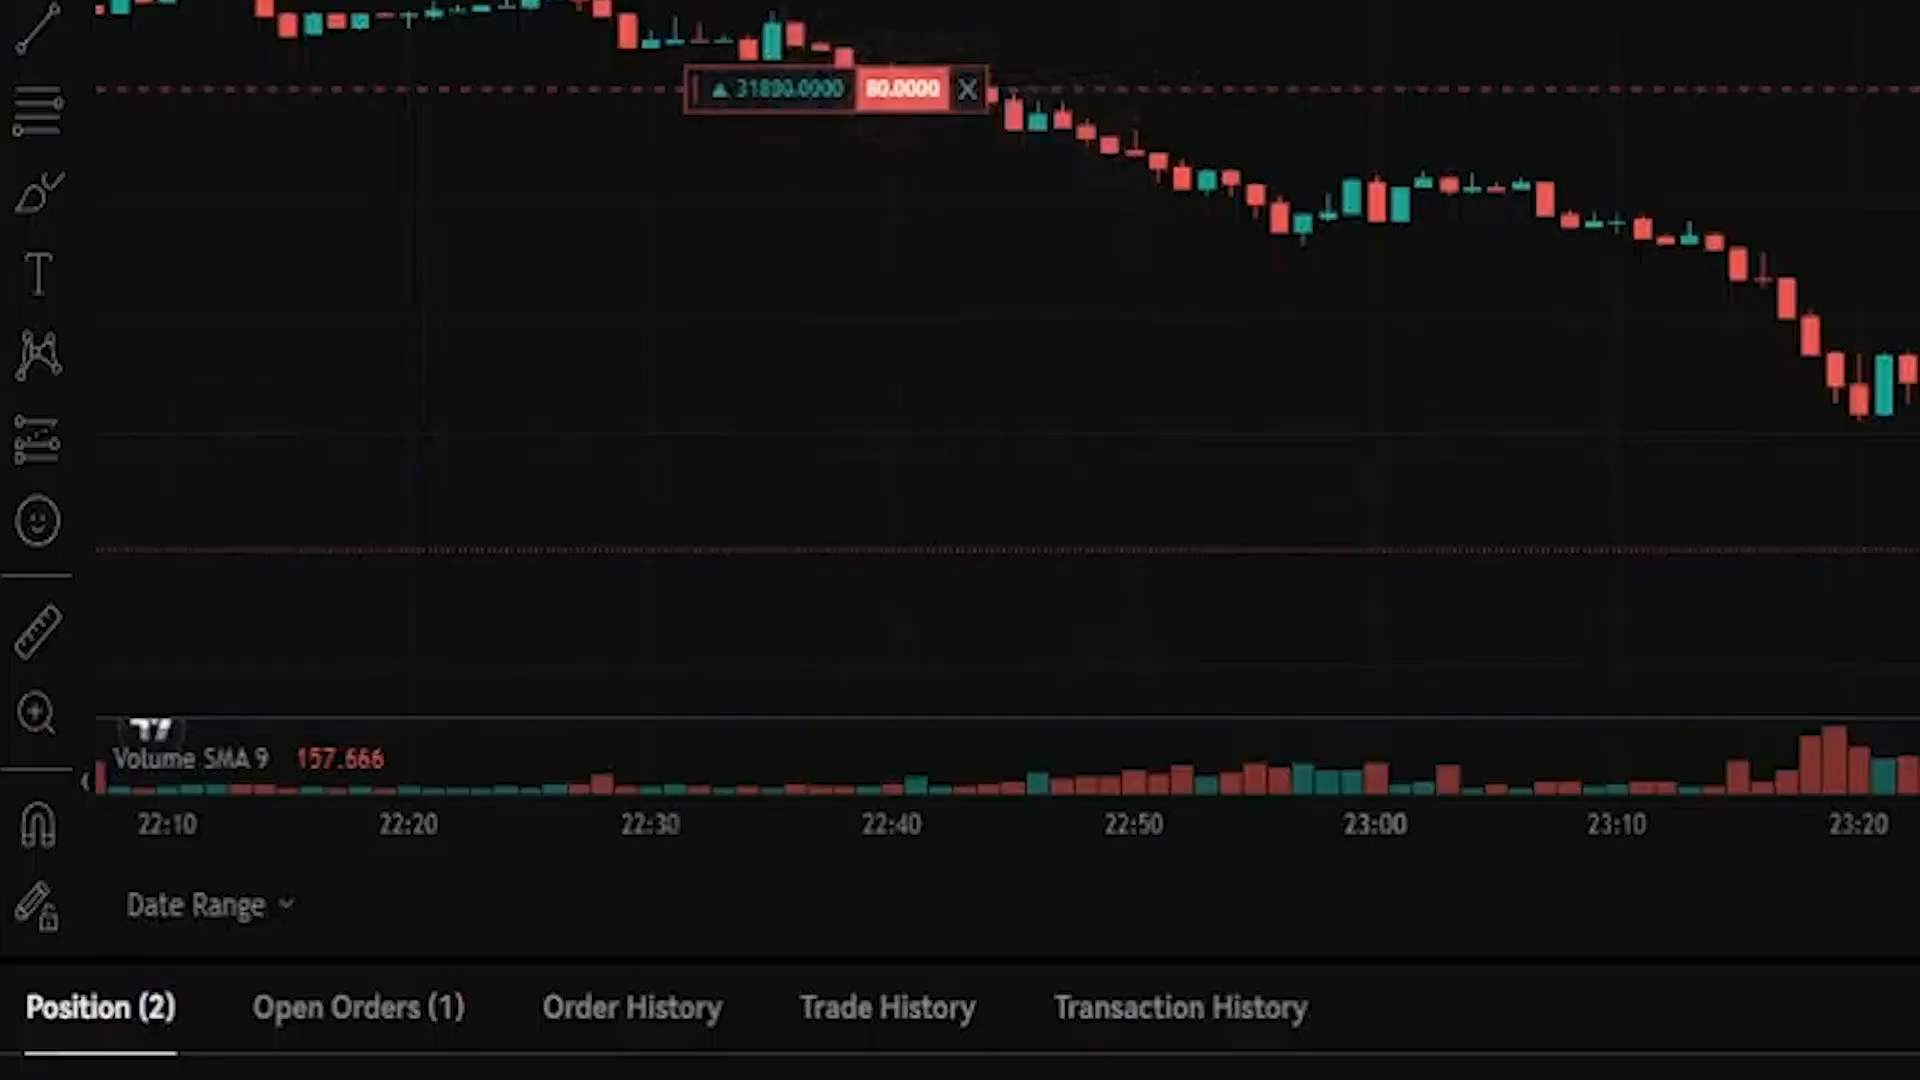 31890.0000 80.0000 X
Volume SMA 9 157.666
22:10 22:20 22:30 22:40 22:50 23:00 23:10 23:20
Date Range
Position (2) Open Orders (1) Order History Trade History Transaction History